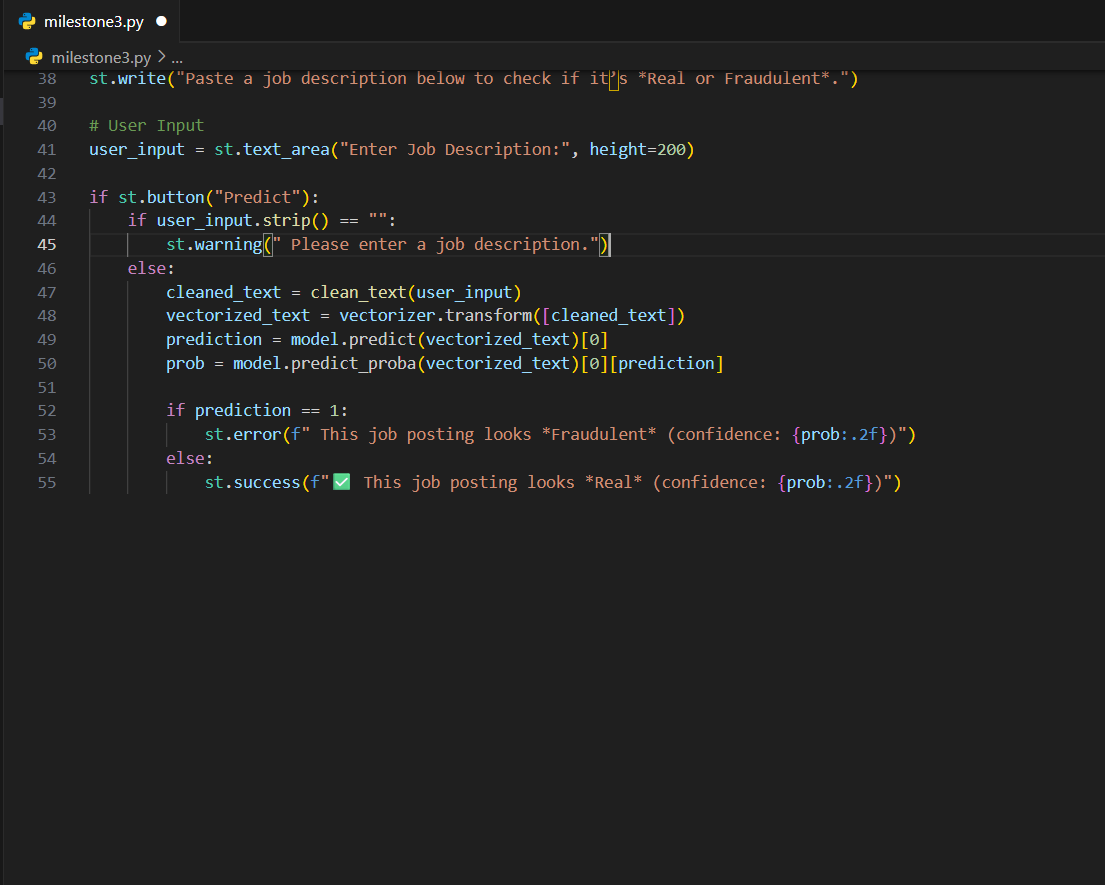 milestone3.py
milestone3.py > ...
38 st.write("Paste a job description below to check if it’s *Real or Fraudulent*.")
39
40 # User Input
41 user_input = st.text_area("Enter Job Description:", height=200)
42
43 if st.button("Predict"):
44     if user_input.strip() == "":
45         st.warning(" Please enter a job description.")
46     else:
47         cleaned_text = clean_text(user_input)
48         vectorized_text = vectorizer.transform([cleaned_text])
49         prediction = model.predict(vectorized_text)[0]
50         prob = model.predict_proba(vectorized_text)[0][prediction]
51
52         if prediction == 1:
53             st.error(f" This job posting looks *Fraudulent* (confidence: {prob:.2f})")
54         else:
55             st.success(f"✅ This job posting looks *Real* (confidence: {prob:.2f})")